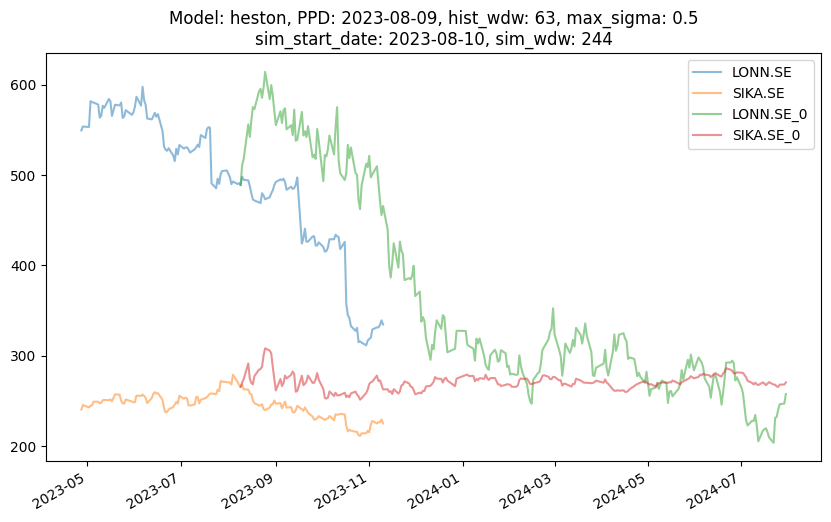 Model: heston, PPD: 2023-08-09, hist_wdw: 63, max_sigma: 0.5
sim_start_date: 2023-08-10, sim_wdw: 244
LONN.SE
SIKA.SE
LONN.SE_0
SIKA.SE_0
600
500
400
300
200
2023-05
2023-07
2023-09
2023-11
2024-01
2024-03
2024-05
2024-07